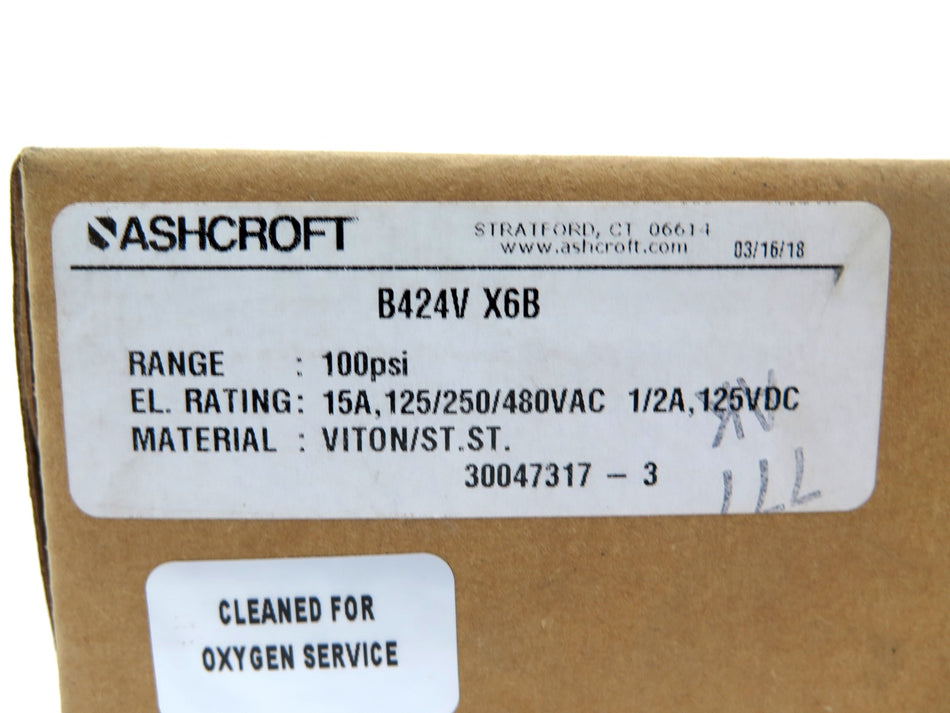 ASHCROFT
STRATFORD, CT 06614
www.ashcroft.com
03/16/18
B424V X6B
RANGE : 100psi
EL. RATING: 15A,125/250/480VAC 1/2A,125VDC
MATERIAL : VITON/ST.ST.
30047317 - 3
CLEANED FOR
OXYGEN SERVICE